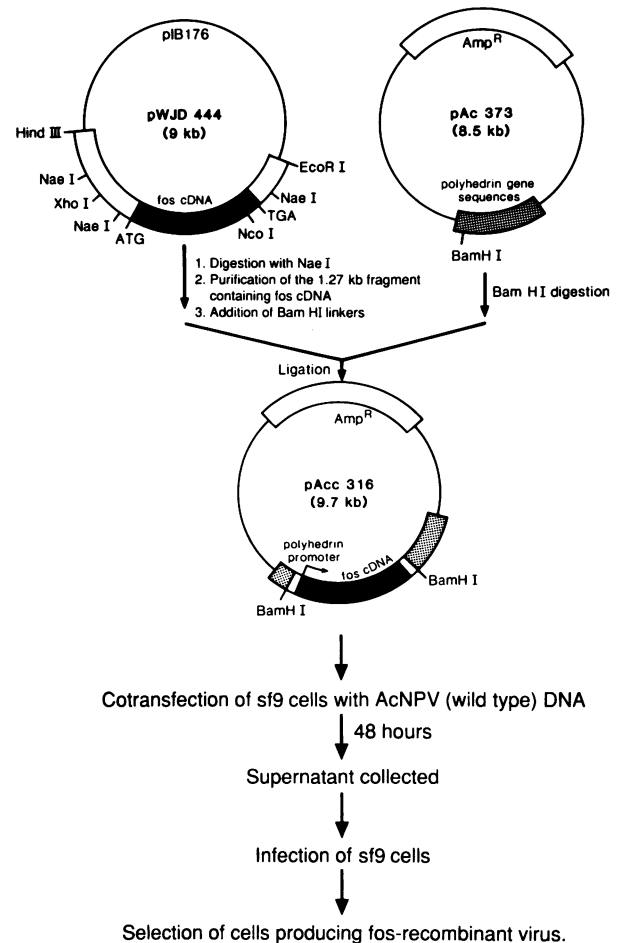 pIB176
pWJD 444
(9 kb)
Hind III
Nae I
Xho I
Nae I
ATG
fos cDNA
EcoR I
Nae I
TGA
Nco I
Amp R
pAc 373
(8.5 kb)
polyhedrin gene
sequences
BamH I
1. Digestion with Nae I
2. Purification of the 1.27 kb fragment
containing fos cDNA
3. Addition of Bam HI linkers
Bam H I digestion
Ligation
Amp R
pAcc 316
(9.7 kb)
polyhedrin
promoter
fos cDNA
BamH I
BamH I
Cotransfection of sf9 cells with AcNPV (wild type) DNA
48 hours
Supernatant collected
Infection of sf9 cells
Selection of cells producing fos-recombinant virus.